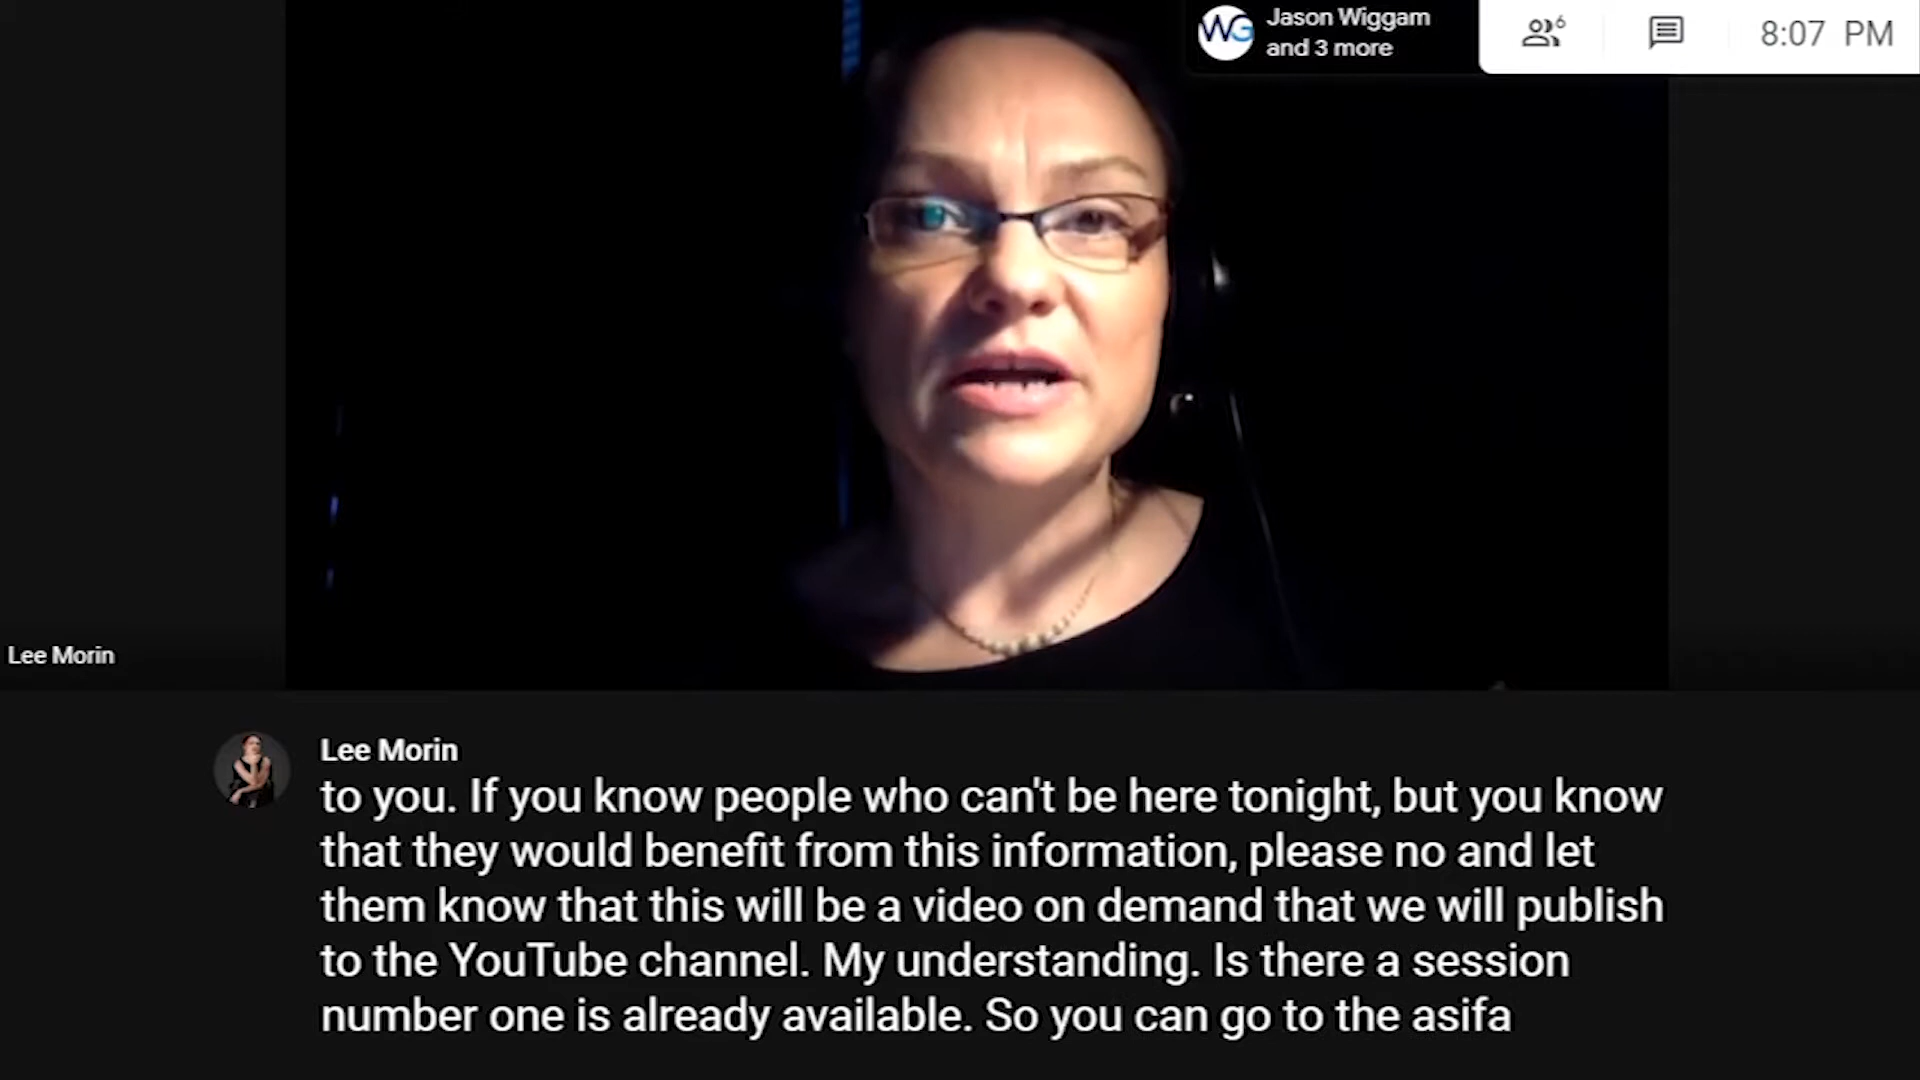 WG
Jason Wiggam
and 3 more
6
8:07 PM
Lee Morin
Lee Morin
to you. If you know people who can't be here tonight, but you know
that they would benefit from this information, please no and let
them know that this will be a video on demand that we will publish
to the YouTube channel. My understanding. Is there a session
number one is already available. So you can go to the asifa